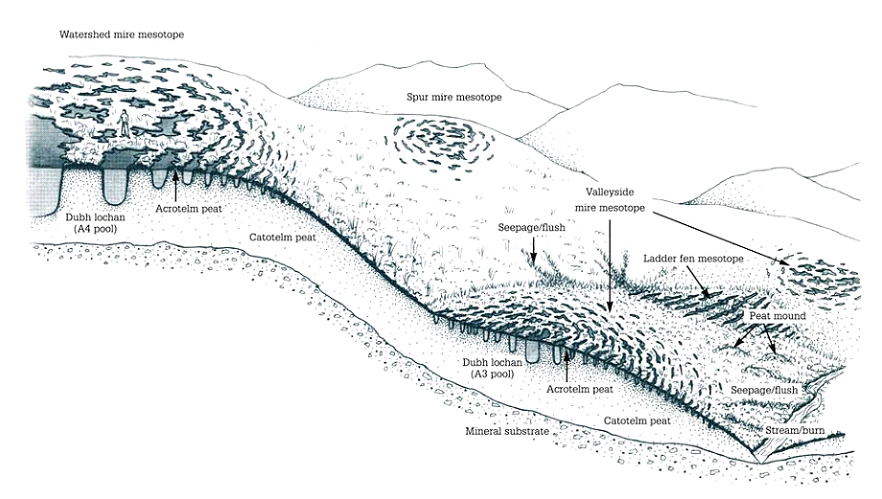 Watershed mire mesotope
Spur mire mesotope
Valleyside
mire mesotope
Dubh lochan
(A4 pool)
Acrotelm peat
Catotelm peat
Seepage/flush
Ladder fen mesotope
Peat mound
Dubh lochan
(A3 pool)
Acrotelm peat
Seepage/flush
Catotelm peat
Mineral substrate
Stream/burn